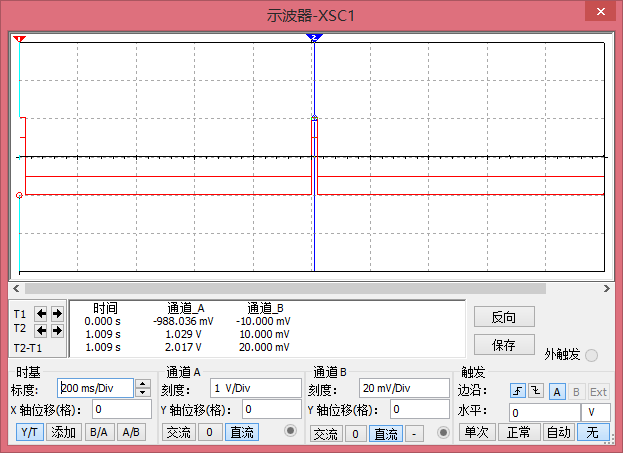 示波器-XSC1
1
2
时间 通道_A 通道_B
T1 0.000 s -988.036 mV -10.000 mV
T2 1.009 s 1.029 V 10.000 mV
T2-T1 1.009 s 2.017 V 20.000 mV
反向
保存
外触发
时基 通道 A 通道 B 触发
标度: 200 ms/Div 刻度: 1 V/Div 刻度: 20 mV/Div 边沿: A B Ext
X 轴位移(格): 0 Y 轴位移(格): 0 Y 轴位移(格): 0 水平: 0 V
Y/T 添加 B/A A/B 交流 0 直流 交流 0 直流 - 单次 正常 自动 无